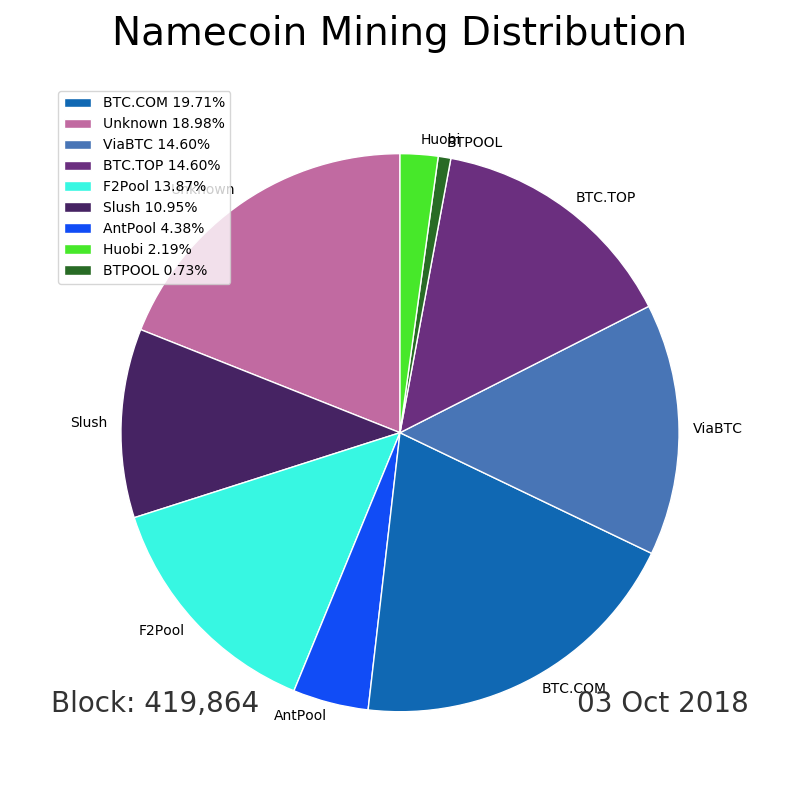 Namecoin Mining Distribution
BTC.COM 19.71%
Unknown 18.98%
ViaBTC 14.60%
BTC.TOP 14.60%
F2Pool 13.87%
Slush 10.95%
AntPool 4.38%
Huobi 2.19%
BTPOOL 0.73%
Huobi
BTPOOL
Unknown
BTC.TOP
Slush
ViaBTC
F2Pool
BTC.COM
AntPool
Block: 419,864
03 Oct 2018